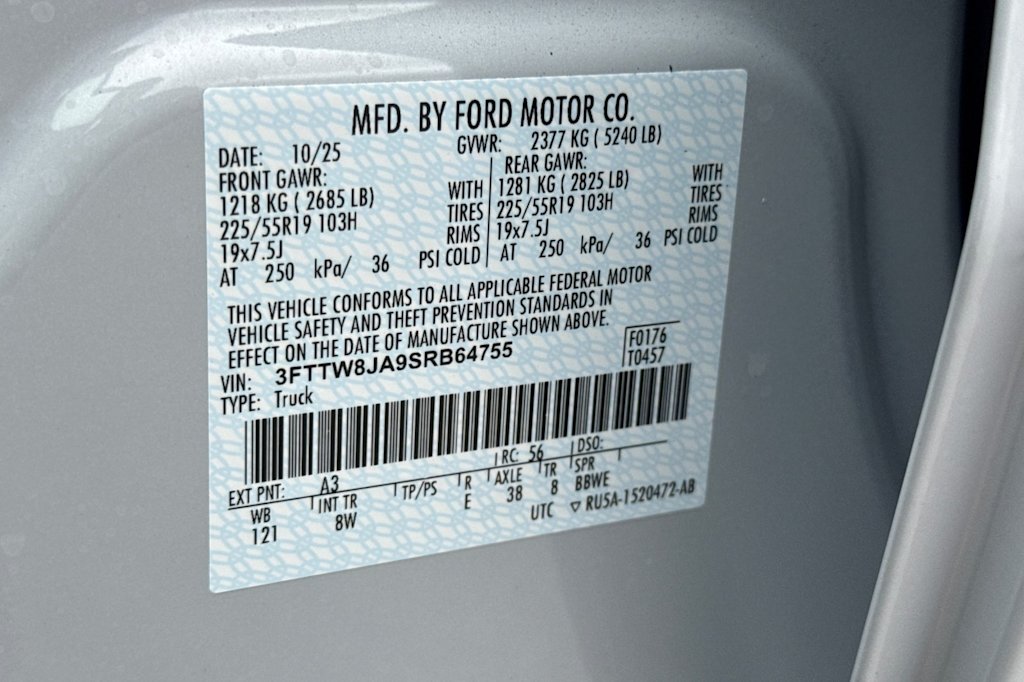 MFD. BY FORD MOTOR CO.
DATE: 10/25 GVWR: 2377 KG ( 5240 LB)
FRONT GAWR: REAR GAWR:
1218 KG ( 2685 LB) WITH 1281 KG ( 2825 LB) WITH
225/55R19 103H TIRES 225/55R19 103H TIRES
19x7.5J RIMS 19x7.5J RIMS
AT 250 kPa/ 36 PSI COLD AT 250 kPa/ 36 PSI COLD
THIS VEHICLE CONFORMS TO ALL APPLICABLE FEDERAL MOTOR
VEHICLE SAFETY AND THEFT PREVENTION STANDARDS IN
EFFECT ON THE DATE OF MANUFACTURE SHOWN ABOVE.
VIN: 3FTTW8JA9SRB64755 F0176
TYPE: Truck T0457
EXT PNT: A3 RC: 56 DSO:
WB INT TR TP/PS R AXLE TR SPR
121 8W E 38 8 BBWE
UTC ▽ RU5A-1520472-AB